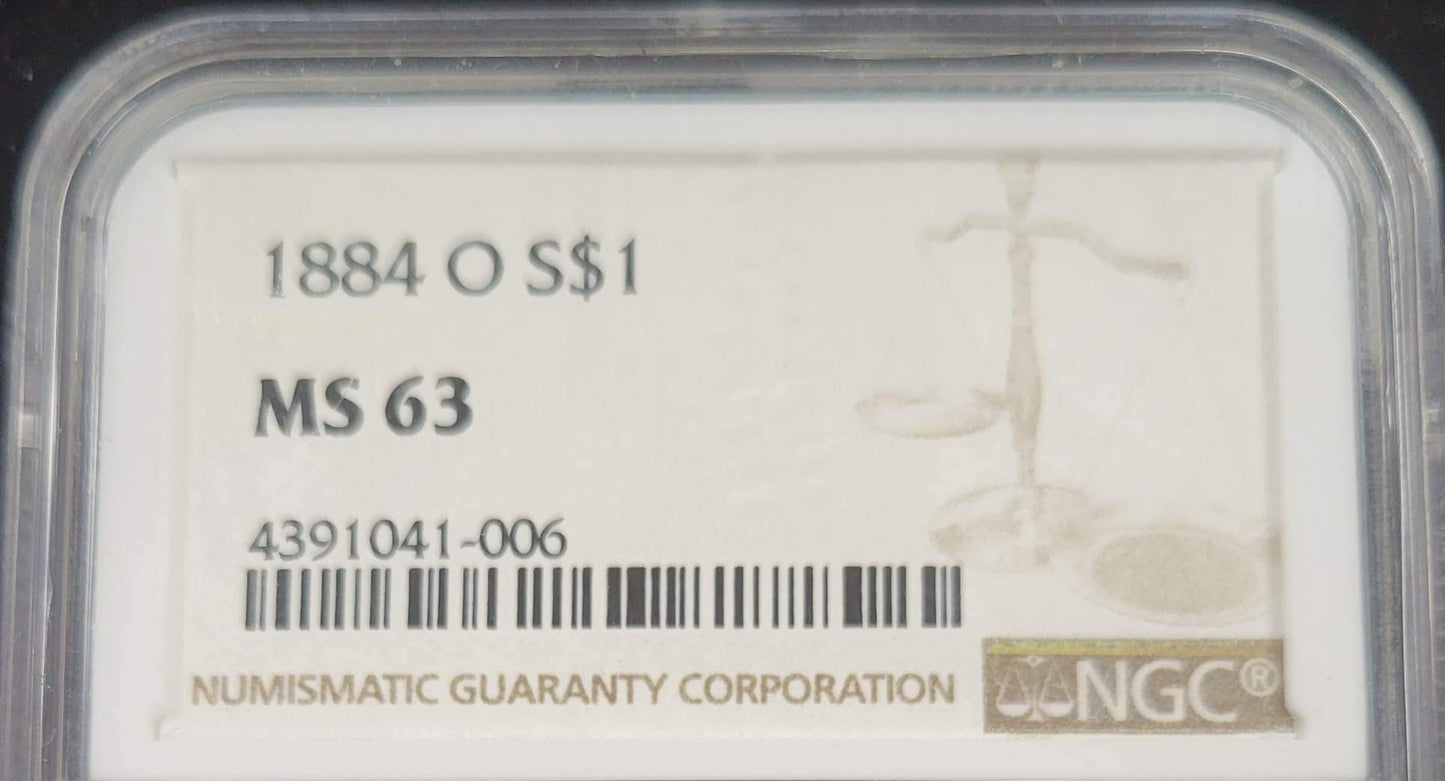 1884 O S$1
MS 63
4391041-006
NUMISMATIC GUARANTY CORPORATION
NGC®